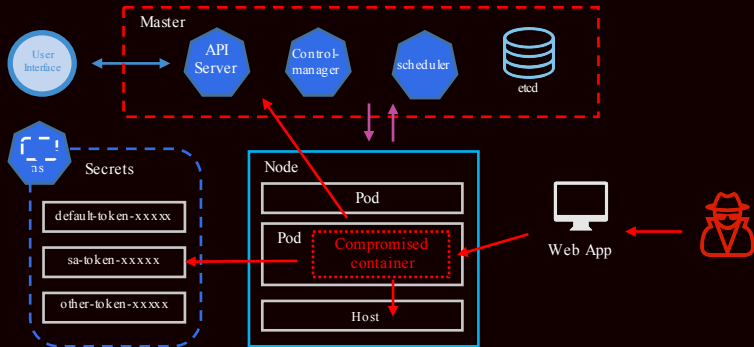 Master
User
Interface
API
Server
Control-
manager
scheduler
etcd
ns
Secrets
default-token-xxxxx
sa-token-xxxxx
other-token-xxxxx
Node
Pod
Pod
Compromised
container
Host
Web App